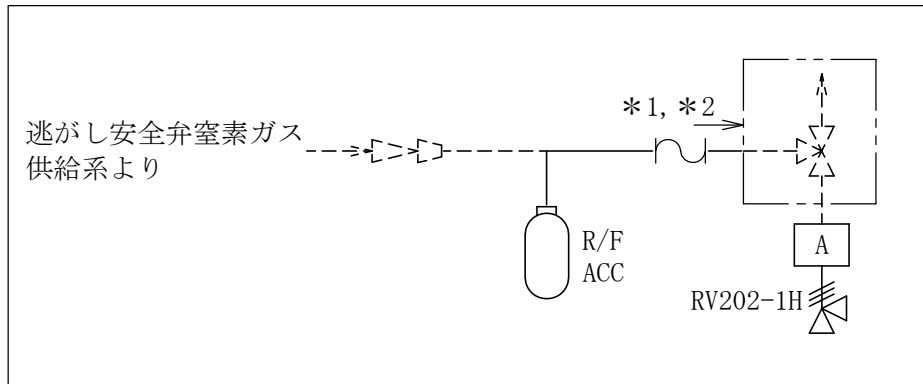 逃がし安全弁窒素ガス
供給系より
*1, *2
R/F
ACC
A
RV202-1H